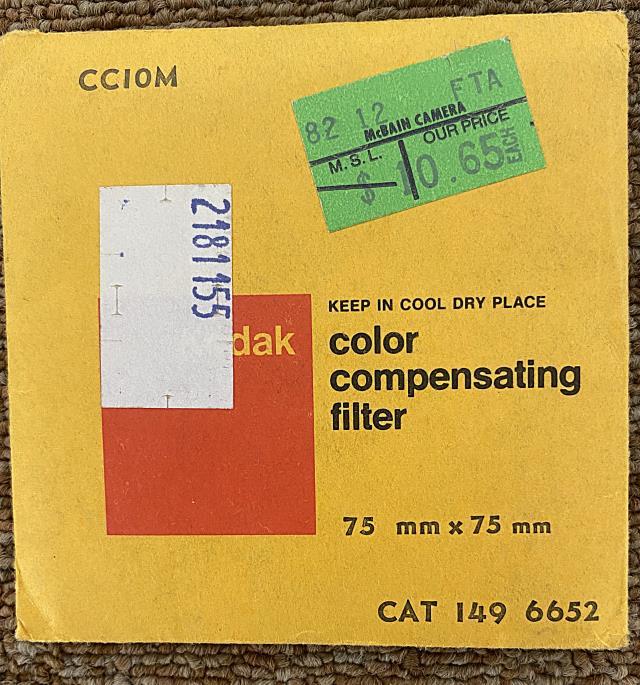 CC10M
82 12 FTA
McBAIN CAMERA
M.S.L. OUR PRICE
$ 10.65 EACH
2181155
dak
KEEP IN COOL DRY PLACE
color
compensating
filter
75 mm x 75 mm
CAT 149 6652